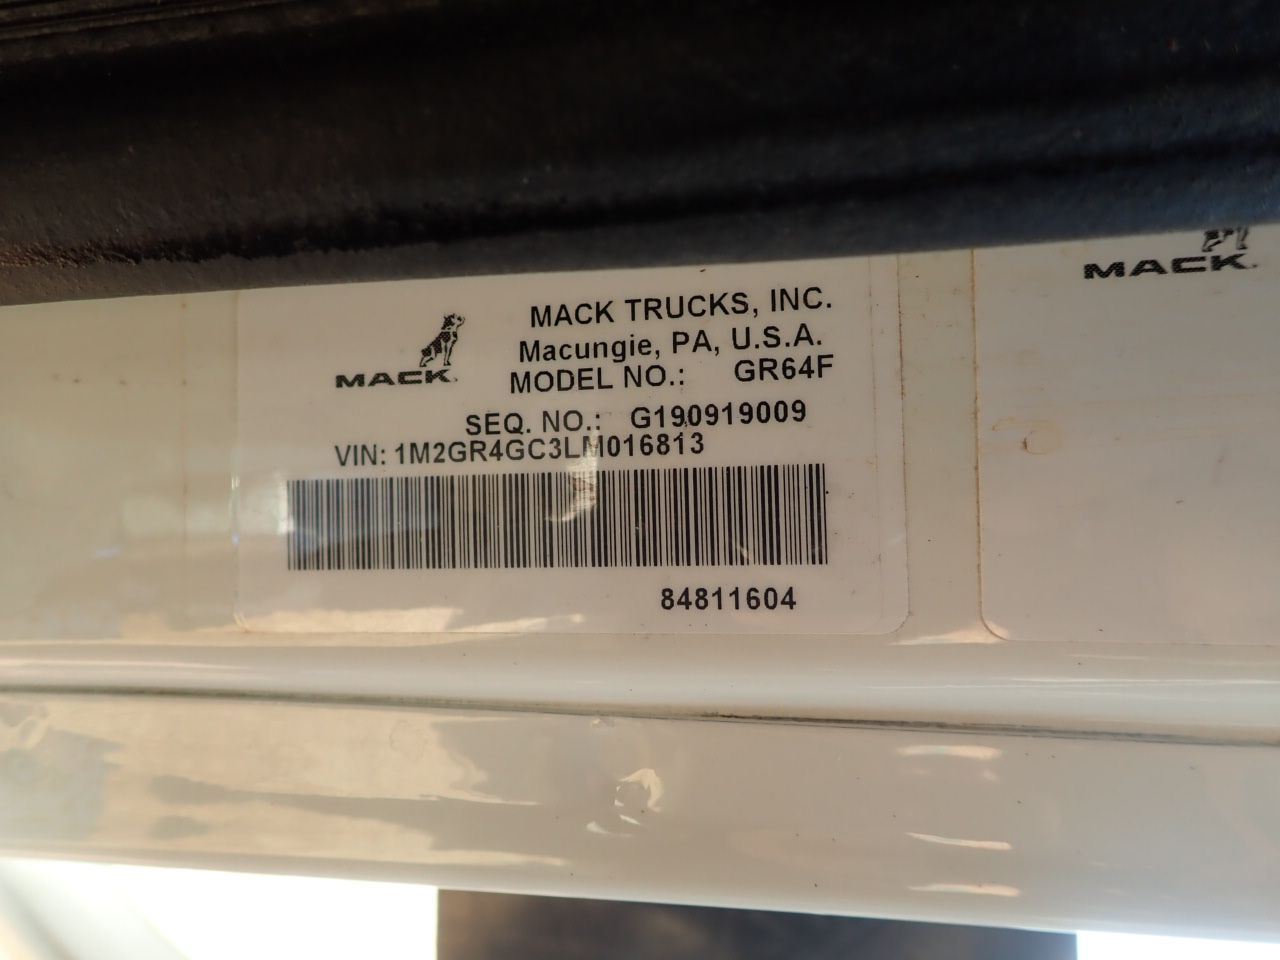 MACK TRUCKS, INC.
Macungie, PA, U.S.A.
MACK
MODEL NO.: GR64F
SEQ. NO.: G190919009
VIN: 1M2GR4GC3LM016813
84811604
MACK